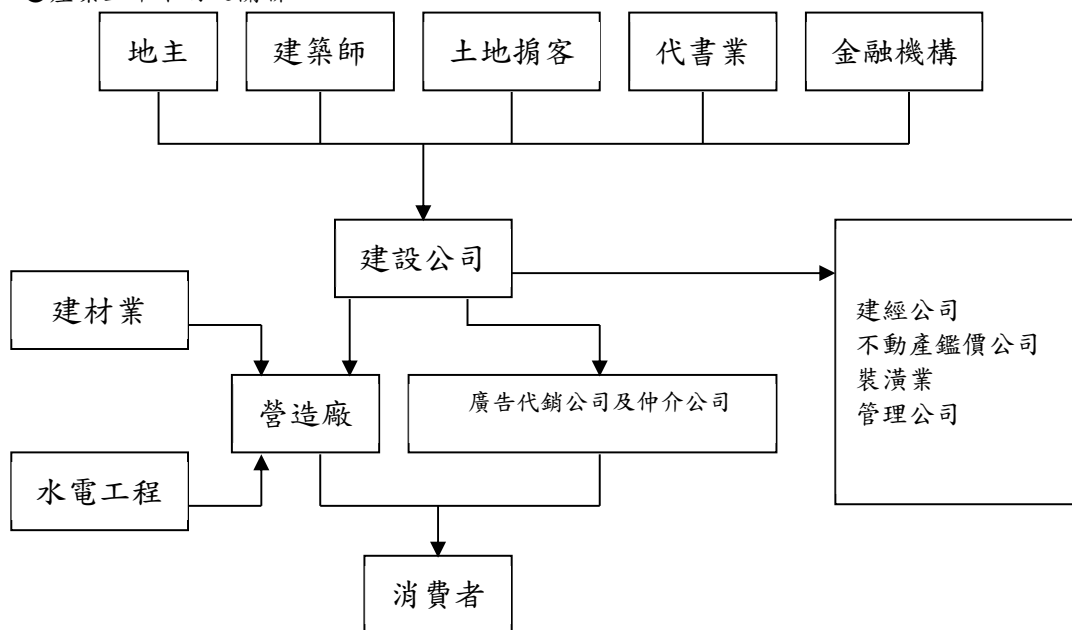 地主
建築師
土地掮客
代書業
金融機構
建設公司
建材業
建經公司
不動產鑑價公司
裝潢業
管理公司
營造廠
廣告代銷公司及仲介公司
水電工程
消費者